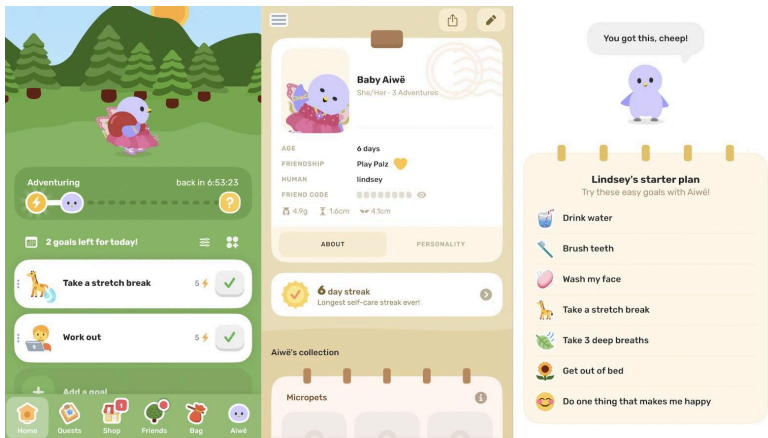 Adventuring
back in 6:53:23
?
2 goals left for today!
Take a stretch break
5
Work out
5
Add a goal
Home
Quests
1
Shop
Friends
Bag
Aiwë
Baby Aiwë
She/Her · 3 Adventures
AGE
6 days
FRIENDSHIP
Play Palz
HUMAN
lindsey
FRIEND CODE
4.9g
1.6cm
4.1cm
ABOUT
PERSONALITY
6 day streak
Longest self-care streak ever!
Aiwë's collection
Micropets
You got this, cheep!
Lindsey's starter plan
Try these easy goals with Aiwë!
Drink water
Brush teeth
Wash my face
Take a stretch break
Take 3 deep breaths
Get out of bed
Do one thing that makes me happy